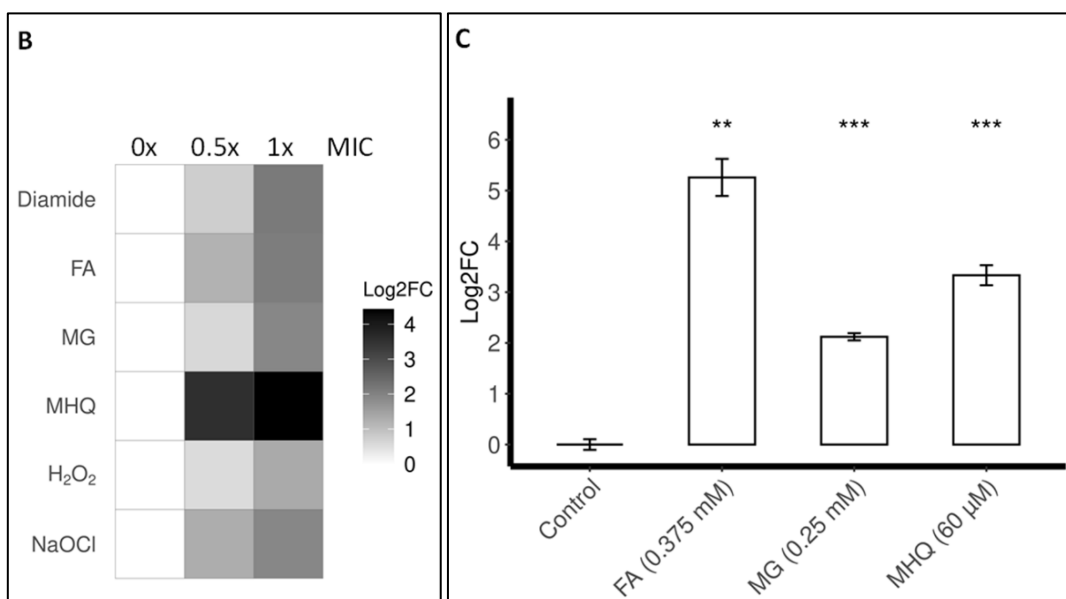 B
0x 0.5x 1x MIC
Diamide
FA
MG
MHQ
H₂O₂
NaOCl
Log2FC
4
3
2
1
0
C
Log2FC
6
5
4
3
2
1
0
** *** ***
Control
FA (0.375 mM)
MG (0.25 mM)
MHQ (60 µM)